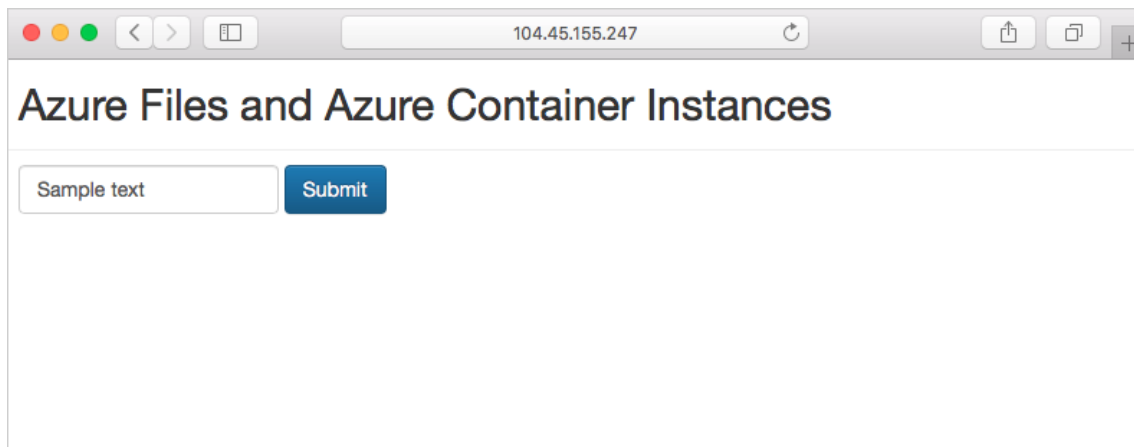 104.45.155.247
Azure Files and Azure Container Instances
Sample text Submit